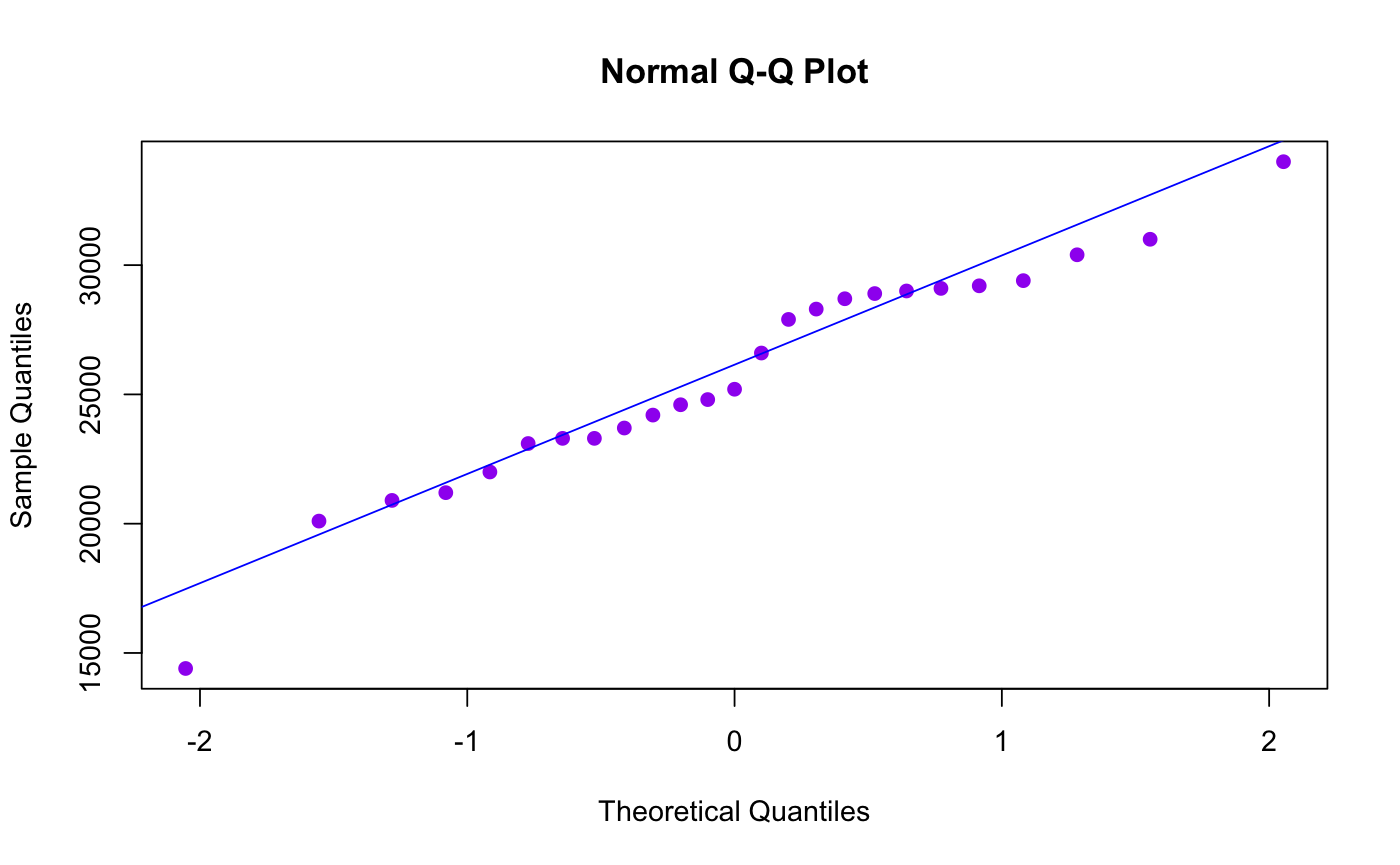 Normal Q-Q Plot
Sample Quantiles
30000
25000
20000
15000
-2 -1 0 1 2
Theoretical Quantiles